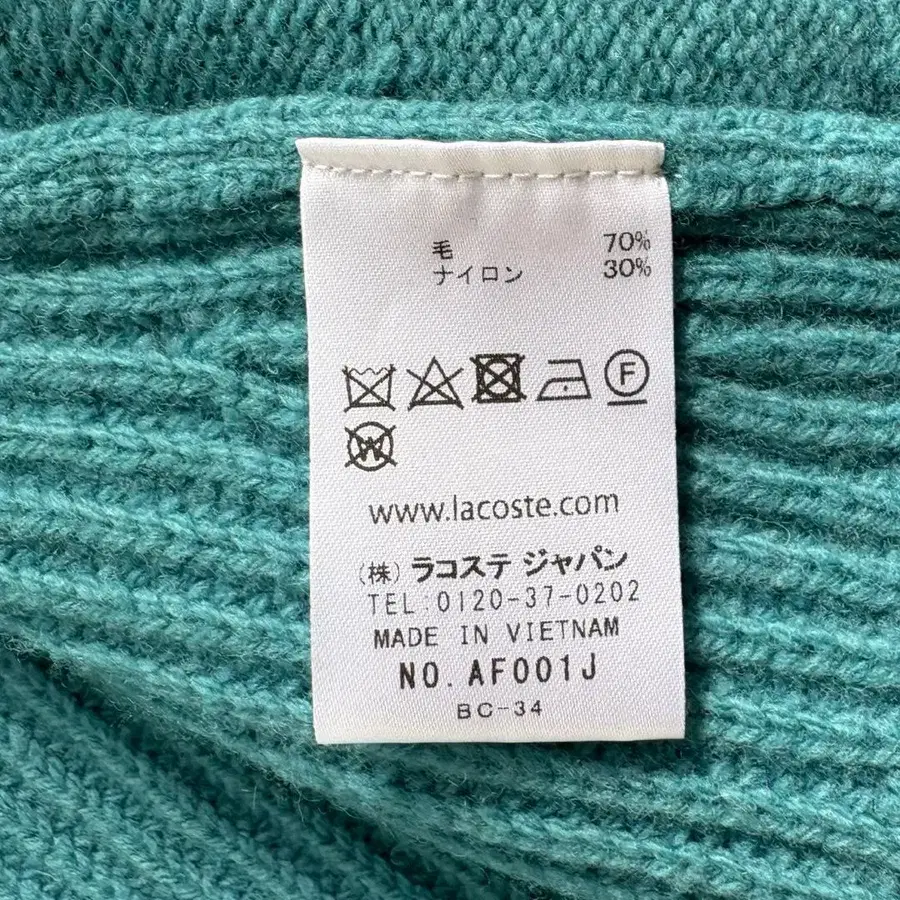 毛 70%
ナイロン 30%
F
W
www.lacoste.com
（株）ラコステ ジャパン
TEL:0120-37-0202
MADE IN VIETNAM
NO. AF001J
BC-34